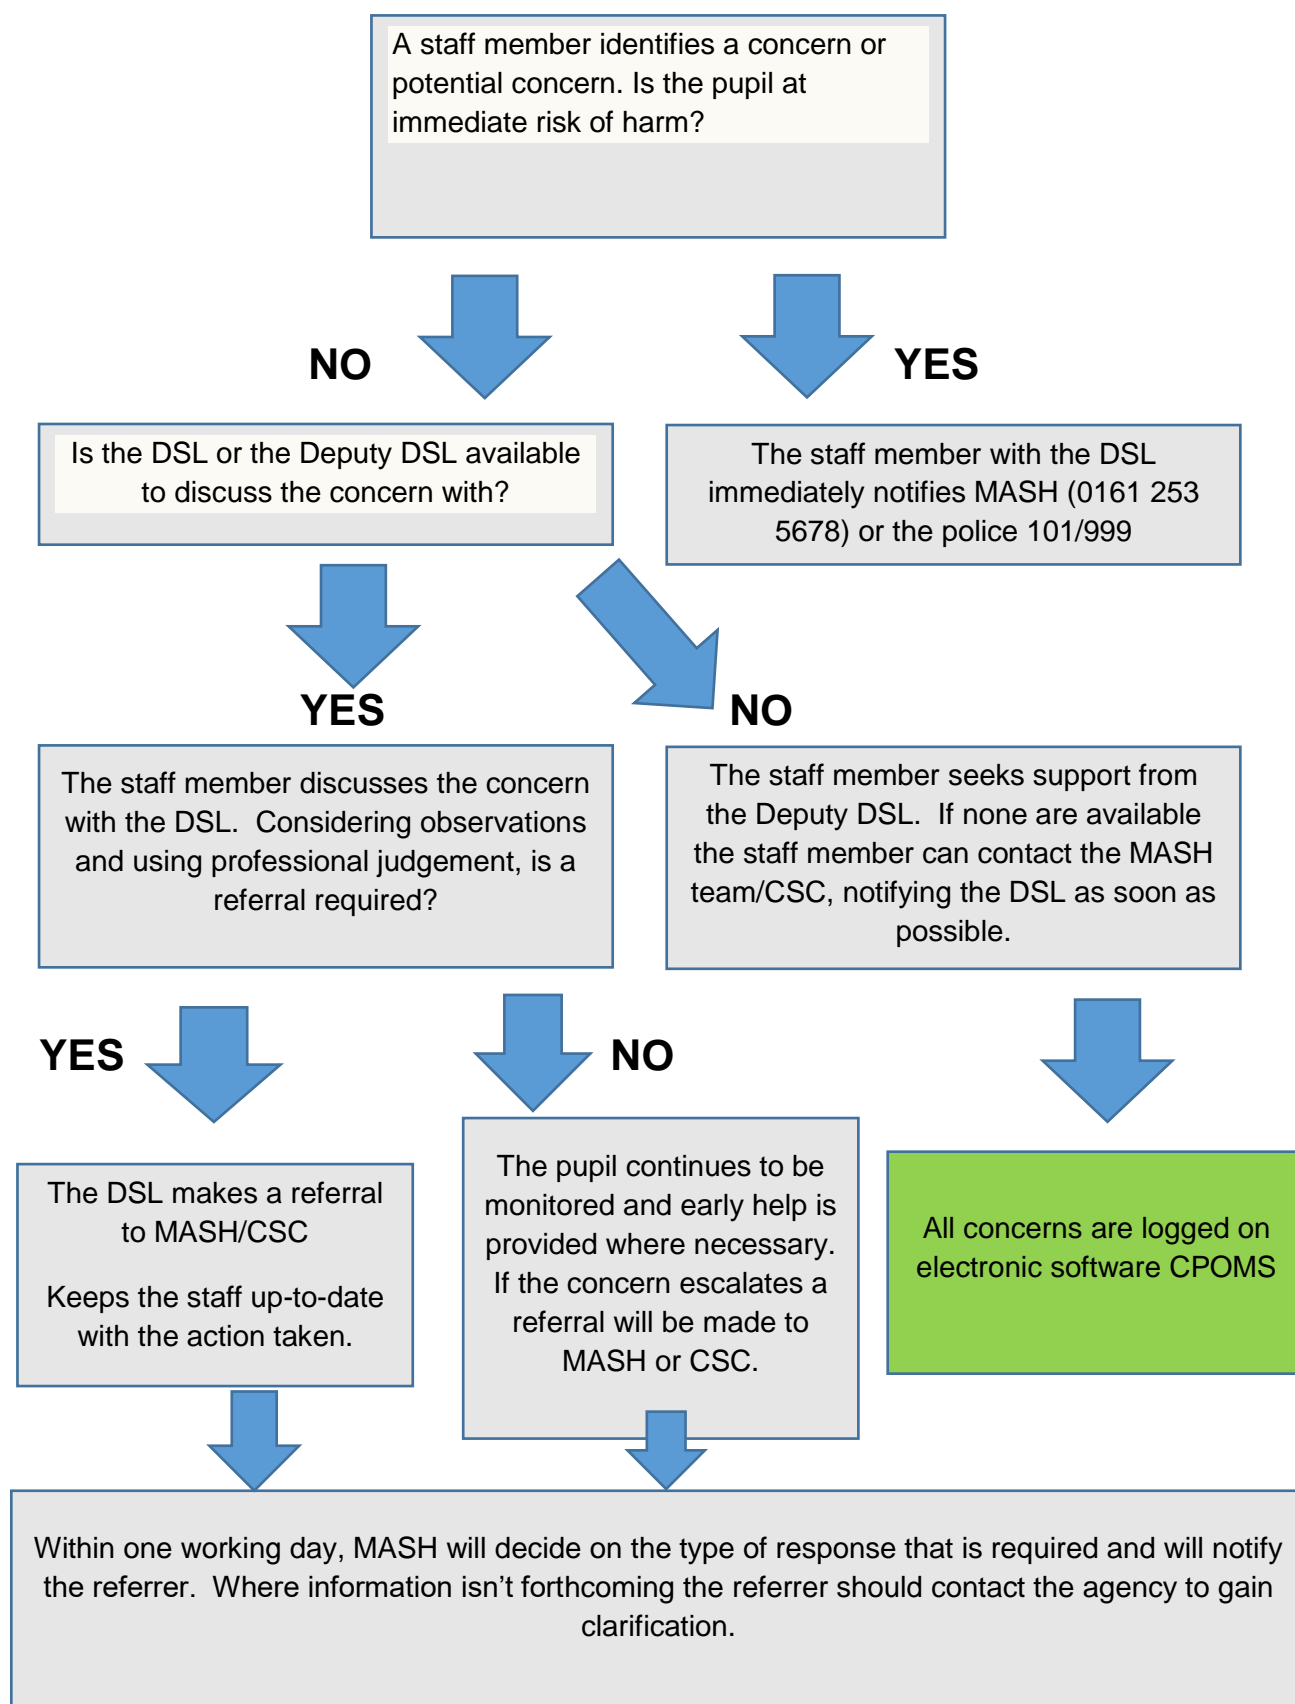 A staff member identifies a concern or
potential concern. Is the pupil at
immediate risk of harm?
NO
YES
Is the DSL or the Deputy DSL available
to discuss the concern with?
The staff member with the DSL
immediately notifies MASH (0161 253
5678) or the police 101/999
YES
NO
The staff member discusses the concern
with the DSL.  Considering observations
and using professional judgement, is a
referral required?
The staff member seeks support from
the Deputy DSL.  If none are available
the staff member can contact the MASH
team/CSC, notifying the DSL as soon as
possible.
YES
NO
The DSL makes a referral
to MASH/CSC
Keeps the staff up-to-date
with the action taken.
The pupil continues to be
monitored and early help is
provided where necessary.
If the concern escalates a
referral will be made to
MASH or CSC.
All concerns are logged on
electronic software CPOMS
Within one working day, MASH will decide on the type of response that is required and will notify
the referrer.  Where information isn’t forthcoming the referrer should contact the agency to gain
clarification.